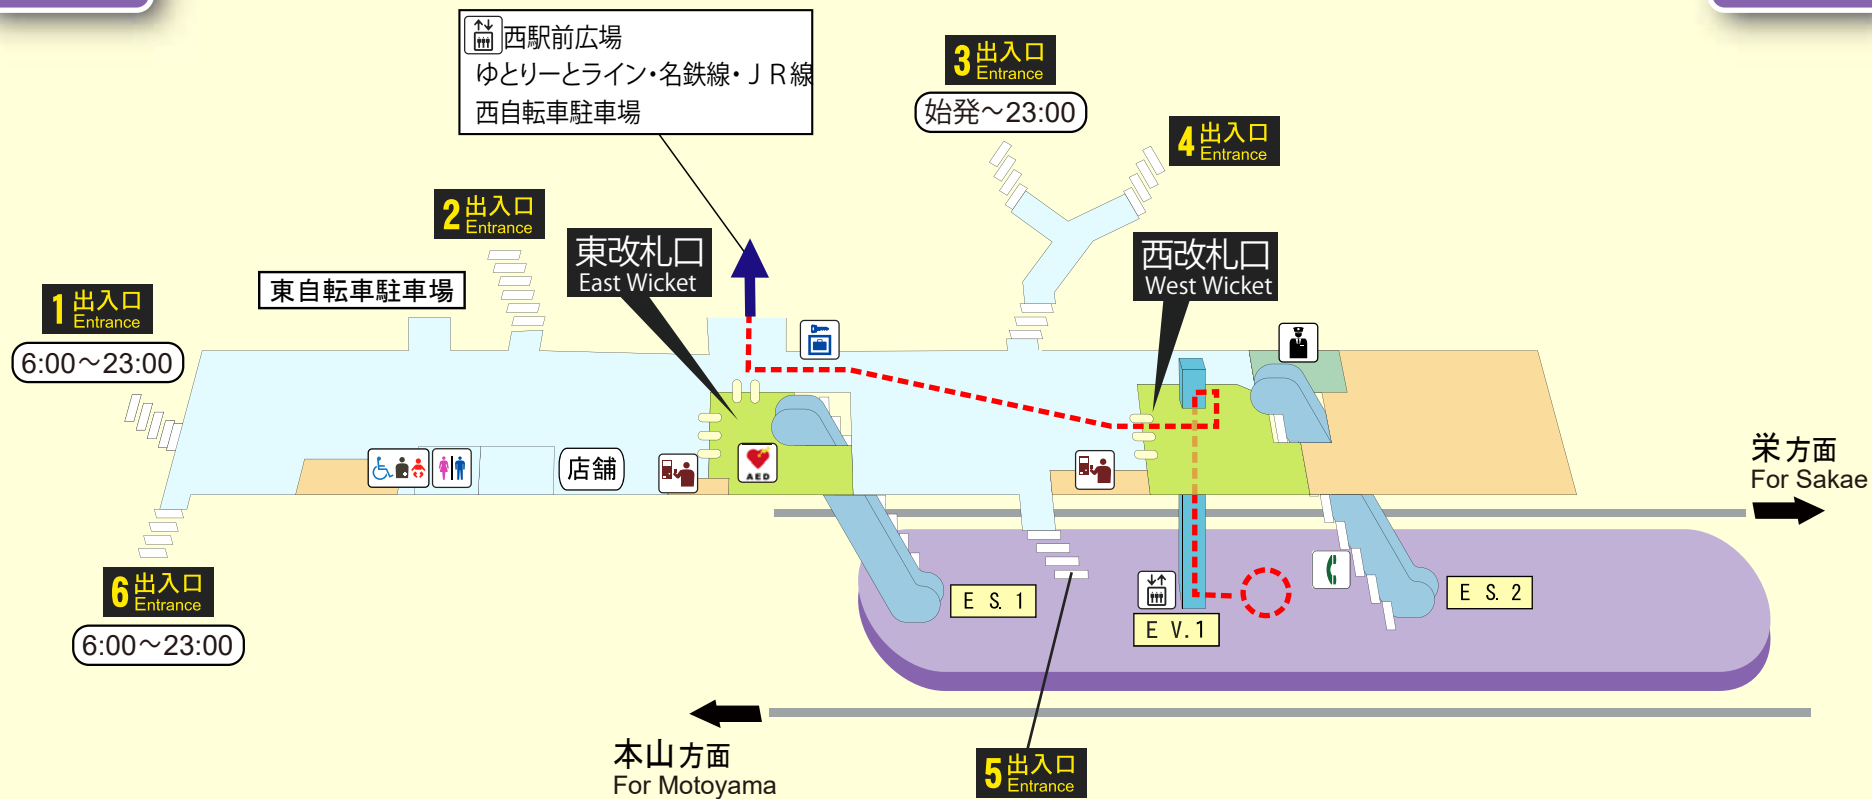 西駅前広場
ゆとりーとライン・名鉄線・ＪＲ線
西自転車駐車場
3 出入口
Entrance
始発～23:00
4 出入口
Entrance
2 出入口
Entrance
東改札口
East Wicket
西改札口
West Wicket
東自転車駐車場
1 出入口
Entrance
6:00～23:00
店舗
AED
栄方面
For Sakae
6 出入口
Entrance
6:00～23:00
E S. 1
E V. 1
E S. 2
本山方面
For Motoyama
5 出入口
Entrance